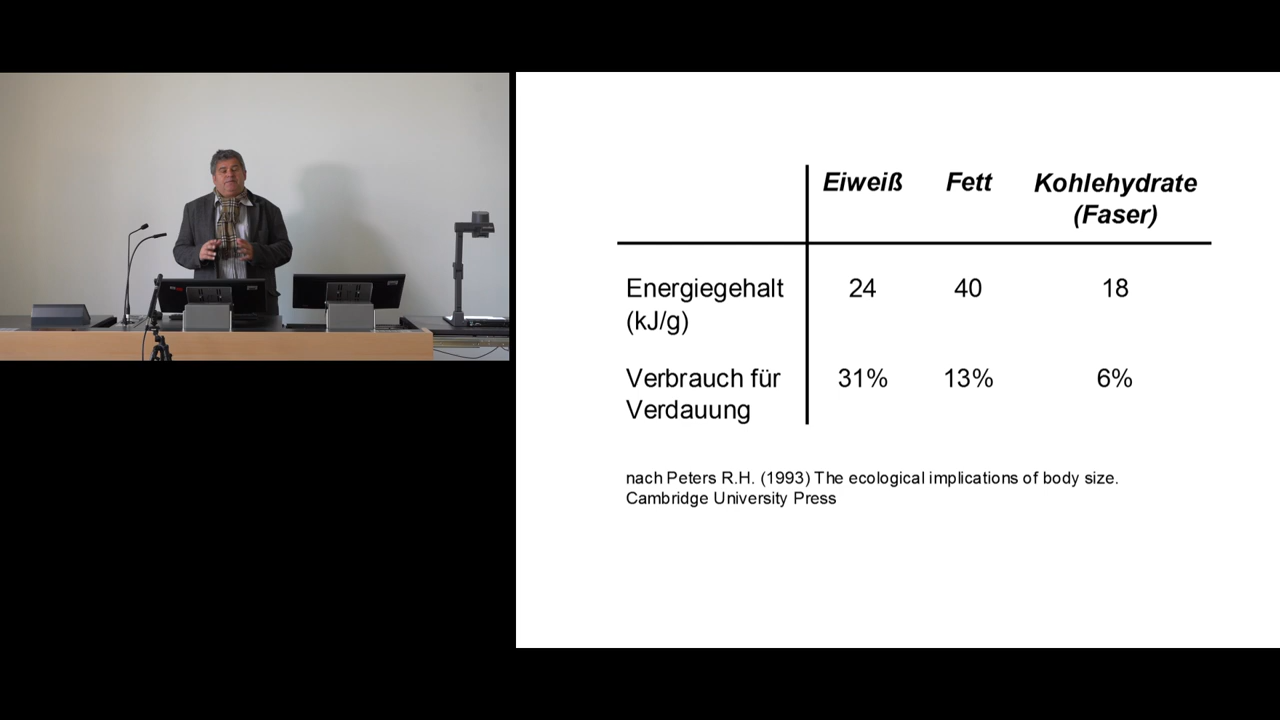 Eiweiß Fett Kohlehydrate
(Faser)
Energiegehalt 24 40 18
(kJ/g)
Verbrauch für 31% 13% 6%
Verdauung
nach Peters R.H. (1993) The ecological implications of body size.
Cambridge University Press